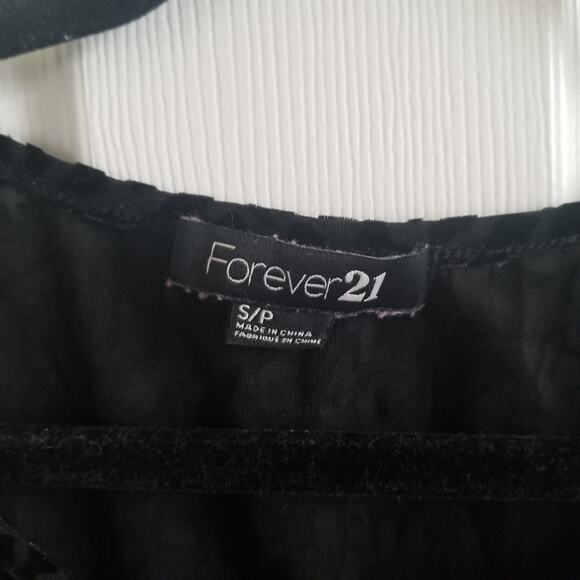 Forever21
S/P
MADE IN CHINA
FABRIQUÉ EN CHINE